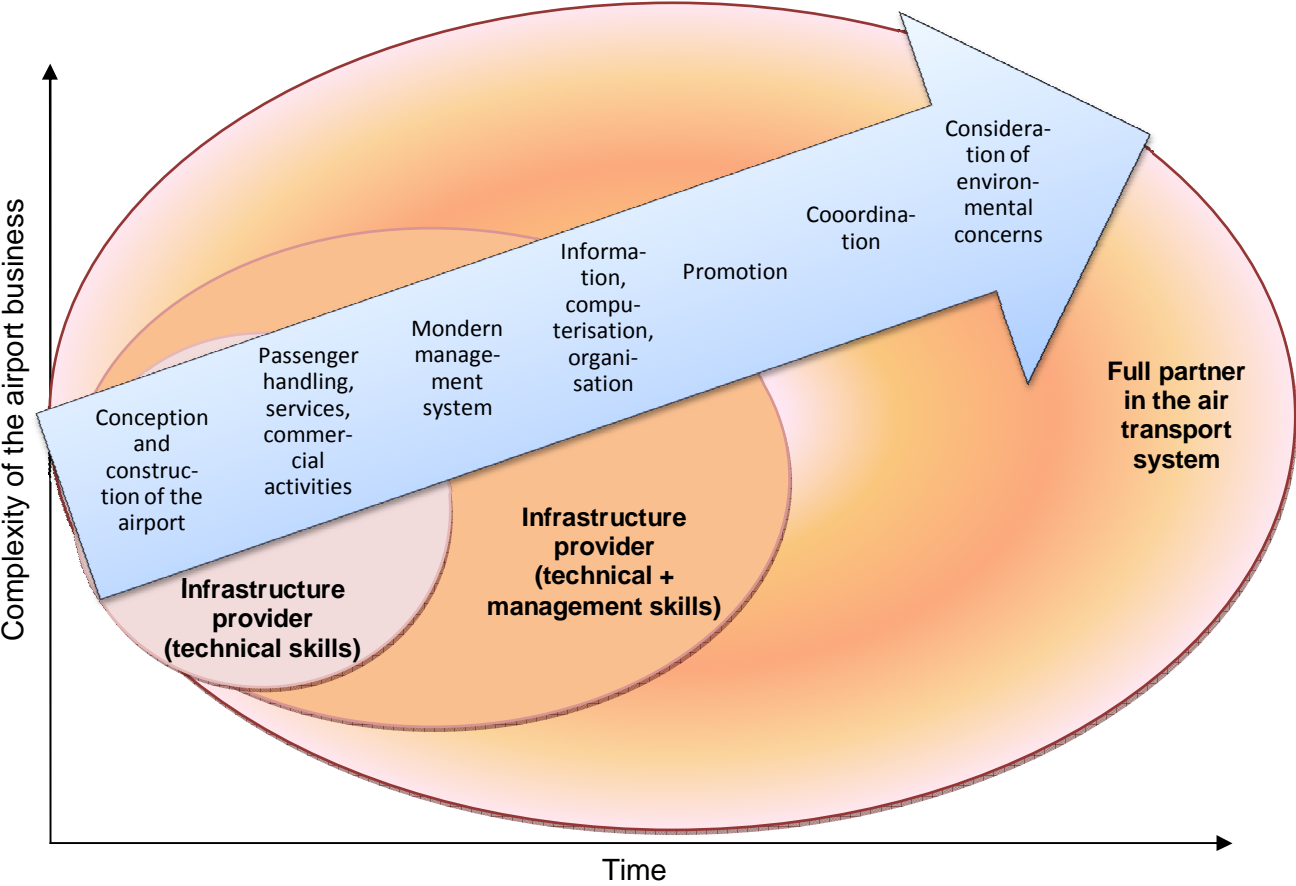 Complexity of the airport business
Conception
and
construc-
tion of the
airport
Passenger
handling,
services,
commer-
cial
activities
Mondern
manage-
ment
system
Informa-
tion,
compu-
terisation,
organi-
sation
Promotion
Cooordina-
tion
Considera-
tion of
environ-
mental
concerns
Infrastructure
provider
(technical skills)
Infrastructure
provider
(technical +
management skills)
Full partner
in the air
transport
system
Time